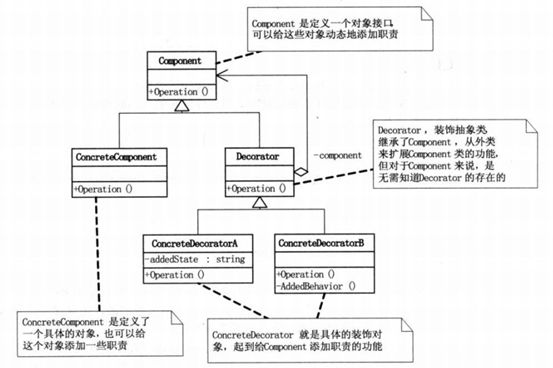 Component 是定义一个对象接口,
可以给这些对象动态地添加职责
Component
+Operation ()
Decorator , 装饰抽象类,
继承了Component , 从外类
来扩展Component 类的功能,
但对于Component 来说, 是
无需知道Decorator 的存在的
-component
ConcreteComponent
+Operation ()
Decorator
+Operation ()
ConcreteDecoratorA
-addedState : string
+Operation ()
ConcreteDecoratorB
+Operation ()
-AddedBehavior ()
ConcreteComponent 是定义了
一个具体的对象, 也可以给
这个对象添加一些职责
ConcreteDecorator 就是具体的装饰对
象, 起到给Component 添加职责的功能